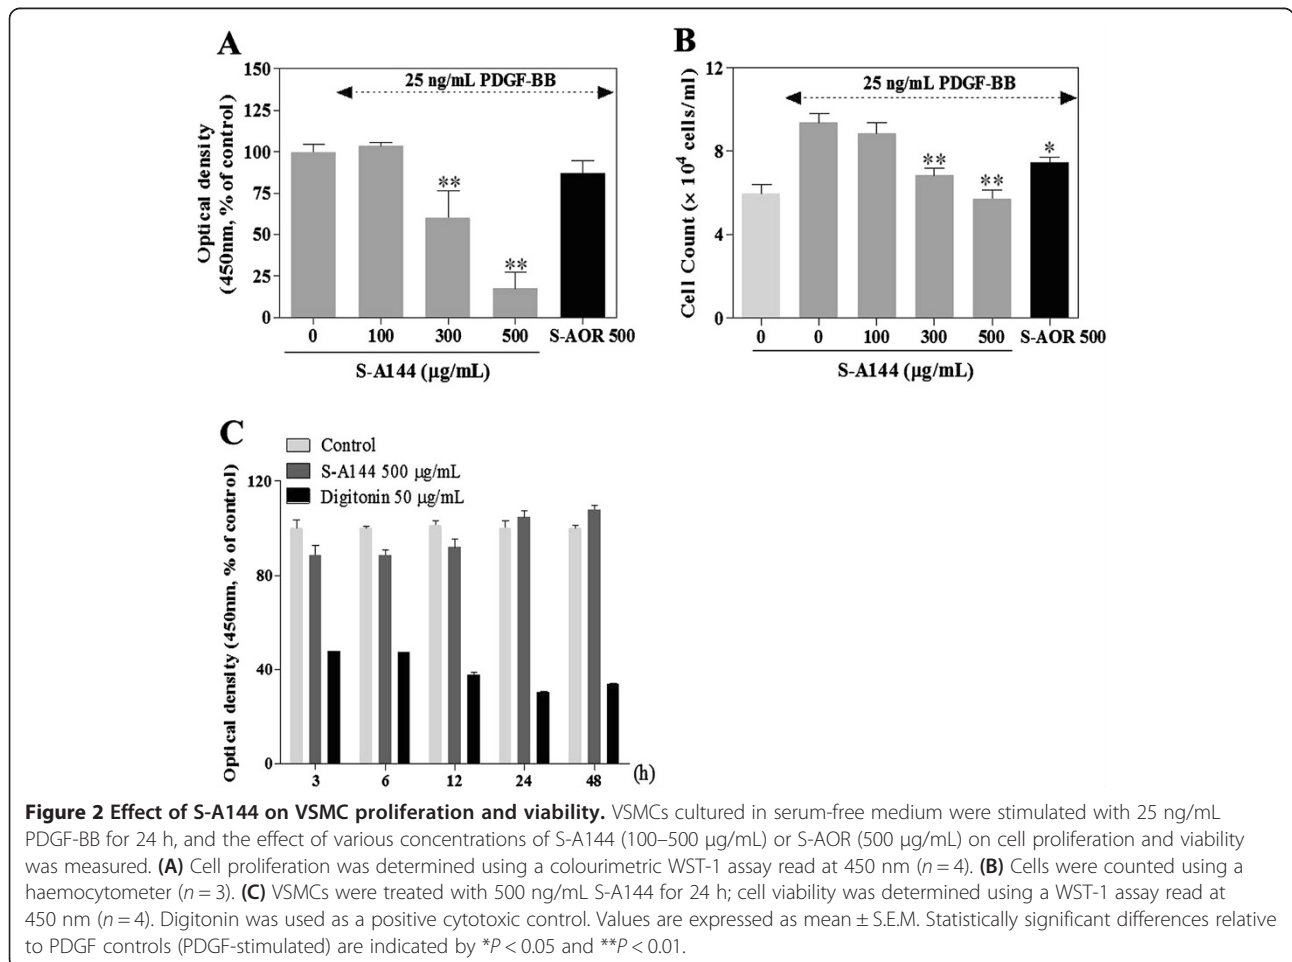 A
25 ng/mL PDGF-BB
Optical density
(450nm, % of control)
150
125
100
75
50
25
0
**
**
0 100 300 500 S-AOR 500
S-A144 (µg/mL)
B
25 ng/mL PDGF-BB
Cell Count (× 10⁴ cells/ml)
12
9
6
3
0
**
**
*
0 0 100 300 500 S-AOR 500
S-A144 (µg/mL)
C
Control
S-A144 500 µg/mL
Digitonin 50 µg/mL
Optical density (450nm, % of control)
120
80
40
0
3 6 12 24 48 (h)
Figure 2 Effect of S-A144 on VSMC proliferation and viability. VSMCs cultured in serum-free medium were stimulated with 25 ng/mL
PDGF-BB for 24 h, and the effect of various concentrations of S-A144 (100–500 µg/mL) or S-AOR (500 µg/mL) on cell proliferation and viability
was measured. (A) Cell proliferation was determined using a colourimetric WST-1 assay read at 450 nm (n = 4). (B) Cells were counted using a
haemocytometer (n = 3). (C) VSMCs were treated with 500 ng/mL S-A144 for 24 h; cell viability was determined using a WST-1 assay read at
450 nm (n = 4). Digitonin was used as a positive cytotoxic control. Values are expressed as mean ± S.E.M. Statistically significant differences relative
to PDGF controls (PDGF-stimulated) are indicated by *P < 0.05 and **P < 0.01.